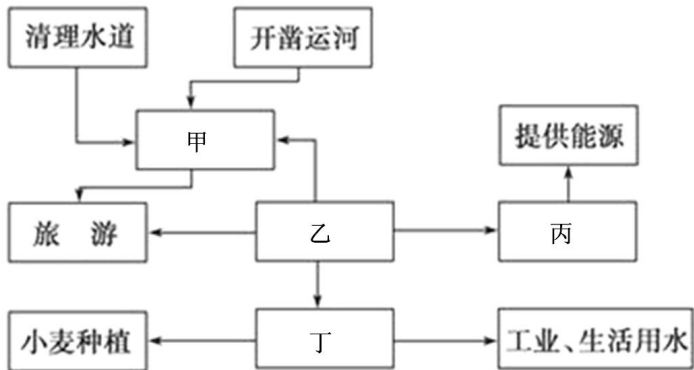 清理水道
开凿运河
甲
提供能源
旅 游
乙
丙
小麦种植
丁
工业、生活用水